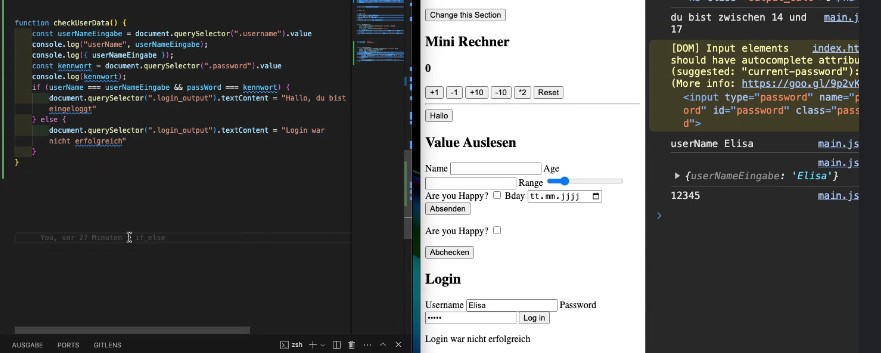 function checkUserData() {
const userNameEingabe = document.querySelector(".username").value
console.log("userName", userNameEingabe);
console.log({ userNameEingabe });
const kennwort = document.querySelector(".password").value
console.log(kennwort);
if (userName === userNameEingabe && passWord === kennwort) {
document.querySelector(".login_output").textContent = "Hallo, du bist
eingeloggt"
} else {
document.querySelector(".login_output").textContent = "Login war
nicht erfolgreich"
}
}
You, vor 27 Minuten
if_else
AUSGABE PORTS GITLENS
zsh
Change this Section
Mini Rechner
0
+1 -1 +10 -10 *2 Reset
Hallo
Value Auslesen
Name Age
Range
Are you Happy? Bday tt.mm.jjjj
Absenden
Are you Happy?
Abchecken
Login
Username Elisa Password
••••• Log in
Login war nicht erfolgreich
du bist zwischen 14 und main.j
17
[DOM] Input elements index.ht
should have autocomplete attribu
(suggested: "current-password"):
(More info: https://goo.gl/9p2vK
<input type="password" name="p
ord" id="password" class="pass
d">
userName Elisa main.js
main.js
{userNameEingabe: 'Elisa'}
12345 main.js